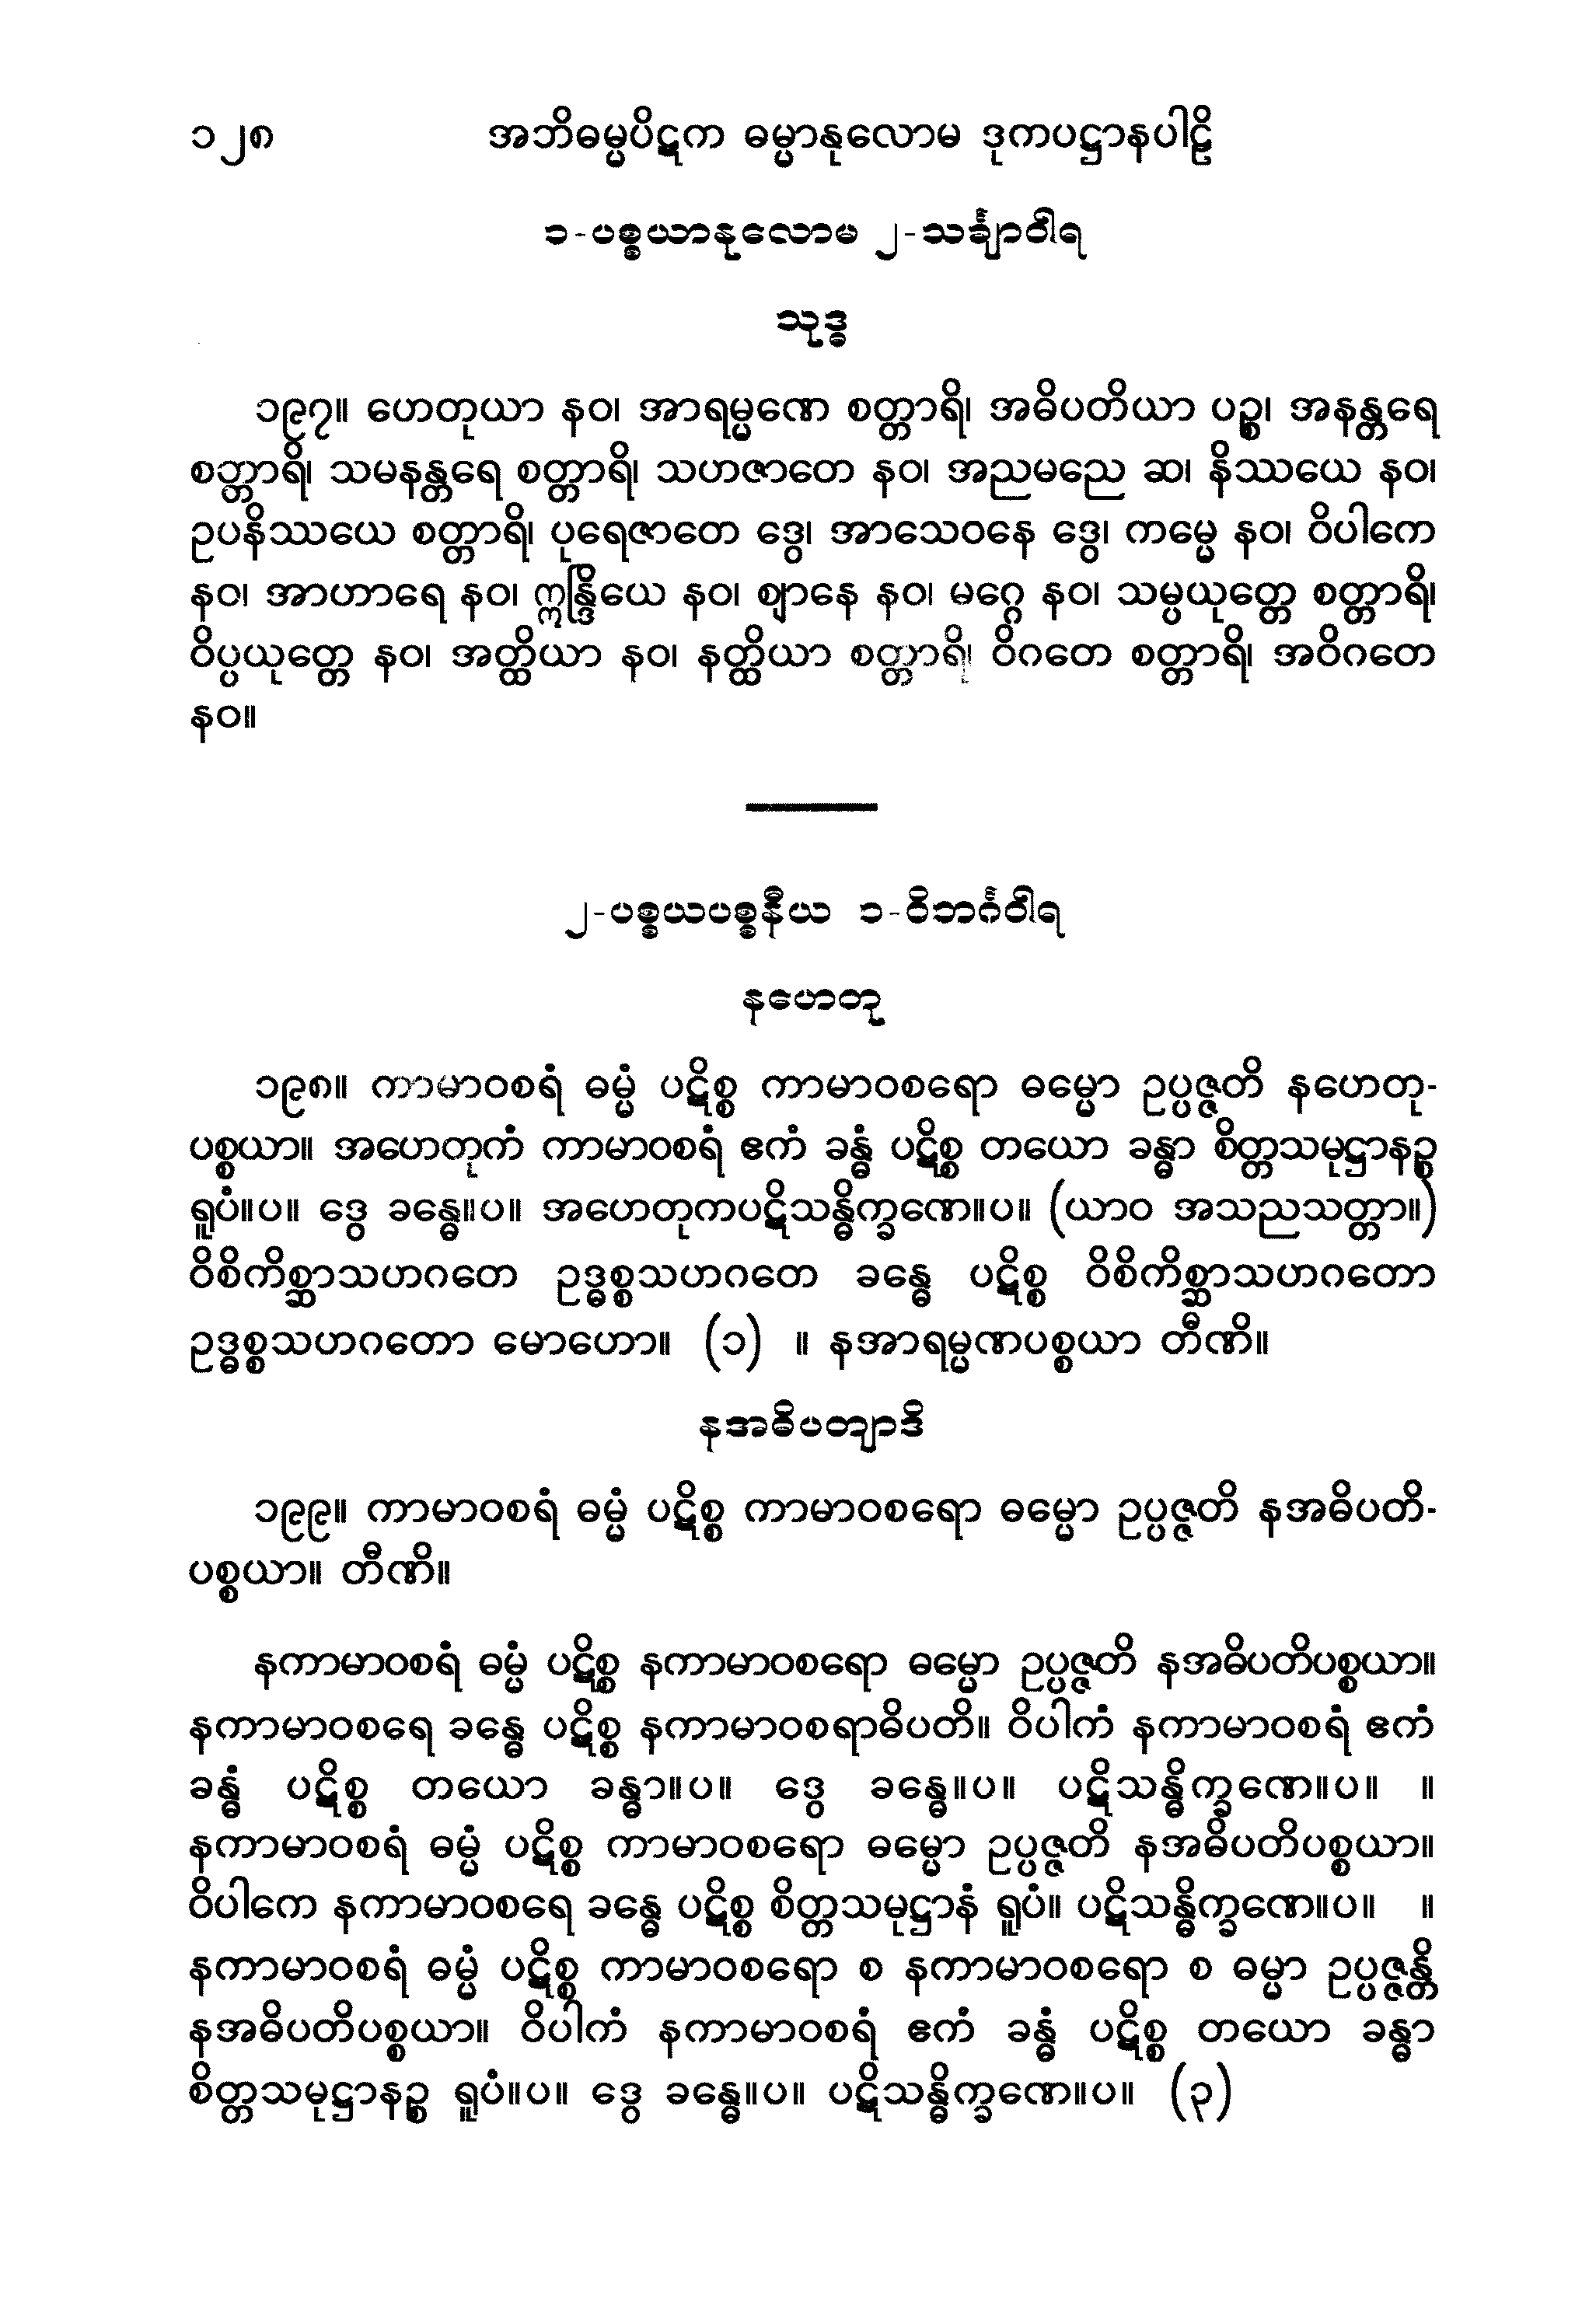 ၁၂၈ အဘိဓမ္မပိဋက ဓမ္မာနုလောမ ဒုကပဋ္ဌာနပါဠိ
၁-ပစ္စယာနုလောမ ၂-သင်္ချာဝါရ
သုဒ္ဓ
၁၉၇။ ဟေတုယာ နဝ၊ အာရမ္မဏေ စတ္တာရိ၊ အဓိပတိယာ ပဉ္စ၊ အနန္တရေ
စတ္တာရိ၊ သမနန္တရေ စတ္တာရိ၊ သဟဇာတေ နဝ၊ အညမညေ ဆ၊ နိဿယေ နဝ၊
ဥပနိဿယေ စတ္တာရိ၊ ပုရေဇာတေ ဒွေ၊ အာသေဝနေ ဒွေ၊ ကမ္မေ နဝ၊ ဝိပါကေ
နဝ၊ အာဟာရေ နဝ၊ ဣန္ဒြိယေ နဝ၊ ဈာနေ နဝ၊ မဂ္ဂေ နဝ၊ သမ္ပယုတ္တေ စတ္တာရိ၊
ဝိပ္ပယုတ္တေ နဝ၊ အတ္ထိယာ နဝ၊ နတ္ထိယာ စတ္တာရိ၊ ဝိဂတေ စတ္တာရိ၊ အဝိဂတေ
နဝ။
၂-ပစ္စယပစ္စနီယ ၁-ဝိဘင်္ဂဝါရ
နဟေတု
၁၉၈။ ကာမာဝစရံ ဓမ္မံ ပဋိစ္စ ကာမာဝစရော ဓမ္မော ဥပ္ပဇ္ဇတိ နဟေတု-
ပစ္စယာ။ အဟေတုကံ ကာမာဝစရံ ဧကံ ခန္ဓံ ပဋိစ္စ တယော ခန္ဓာ စိတ္တသမုဋ္ဌာနဉ္စ
ရူပံ။ပ။ ဒွေ ခန္ဓေ။ပ။ အဟေတုကပဋိသန္ဓိက္ခဏေ။ပ။ (ယာဝ အသညသတ္တာ။)
ဝိစိကိစ္ဆာသဟဂတေ ဥဒ္ဓစ္စသဟဂတေ ခန္ဓေ ပဋိစ္စ ဝိစိကိစ္ဆာသဟဂတော
ဥဒ္ဓစ္စသဟဂတော မောဟော။ (၁) ။ နအာရမ္မဏပစ္စယာ တီဏိ။
နအဓိပတျာဒိ
၁၉၉။ ကာမာဝစရံ ဓမ္မံ ပဋိစ္စ ကာမာဝစရော ဓမ္မော ဥပ္ပဇ္ဇတိ နအဓိပတိ-
ပစ္စယာ။ တီဏိ။
နကာမာဝစရံ ဓမ္မံ ပဋိစ္စ နကာမာဝစရော ဓမ္မော ဥပ္ပဇ္ဇတိ နအဓိပတိပစ္စယာ။
နကာမာဝစရေ ခန္ဓေ ပဋိစ္စ နကာမာဝစရာဓိပတိ။ ဝိပါကံ နကာမာဝစရံ ဧကံ
ခန္ဓံ ပဋိစ္စ တယော ခန္ဓာ။ပ။ ဒွေ ခန္ဓေ။ပ။ ပဋိသန္ဓိက္ခဏေ။ပ။ ။
နကာမာဝစရံ ဓမ္မံ ပဋိစ္စ ကာမာဝစရော ဓမ္မော ဥပ္ပဇ္ဇတိ နအဓိပတိပစ္စယာ။
ဝိပါကေ နကာမာဝစရေ ခန္ဓေ ပဋိစ္စ စိတ္တသမုဋ္ဌာနံ ရူပံ။ ပဋိသန္ဓိက္ခဏေ။ပ။ ။
နကာမာဝစရံ ဓမ္မံ ပဋိစ္စ ကာမာဝစရော စ နကာမာဝစရော စ ဓမ္မာ ဥပ္ပဇ္ဇန္တိ
နအဓိပတိပစ္စယာ။ ဝိပါကံ နကာမာဝစရံ ဧကံ ခန္ဓံ ပဋိစ္စ တယော ခန္ဓာ
စိတ္တသမုဋ္ဌာနဉ္စ ရူပံ။ပ။ ဒွေ ခန္ဓေ။ပ။ ပဋိသန္ဓိက္ခဏေ။ပ။ (၃)